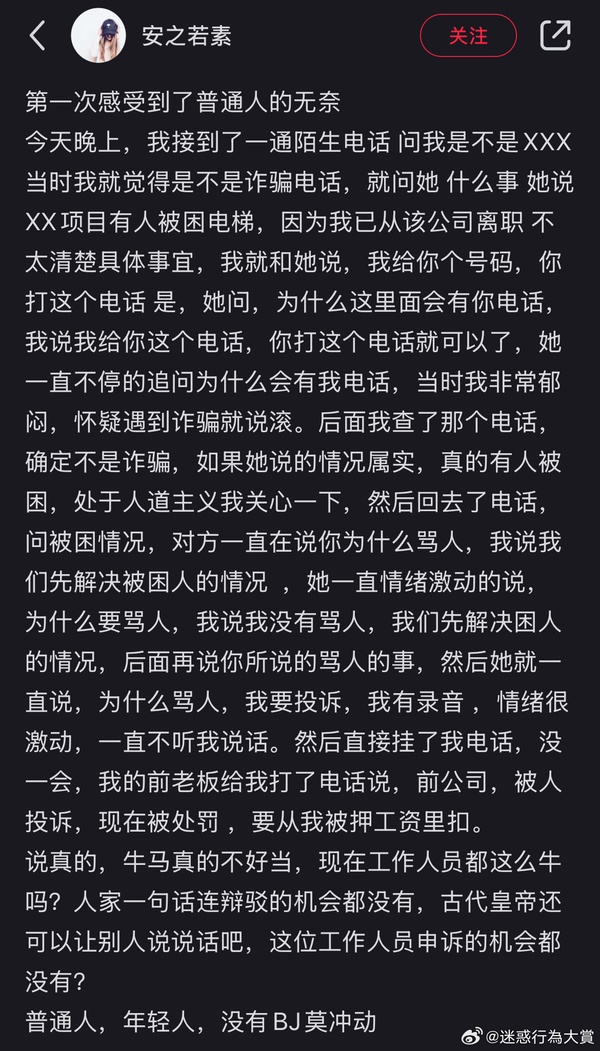 安之若素
关注
第一次感受到了普通人的无奈
今天晚上，我接到了一通陌生电话 问我是不是XXX
当时我就觉得是不是诈骗电话，就问她 什么事 她说
XX项目有人被困电梯，因为我已从该公司离职 不
太清楚具体事宜，我就和她说，我给你个号码，你
打这个电话 是，她问，为什么这里面会有你电话，
我说我给你这个电话，你打这个电话就可以了，她
一直不停的追问为什么会有我电话，当时我非常郁
闷，怀疑遇到诈骗就说滚。后面我查了那个电话，
确定不是诈骗，如果她说的情况属实，真的有人被
困，处于人道主义我关心一下，然后回去了电话，
问被困情况，对方一直在说你为什么骂人，我说我
们先解决被困人的情况 ，她一直情绪激动的说，
为什么要骂人，我说我没有骂人，我们先解决困人
的情况，后面再说你所说的骂人的事，然后她就一
直说，为什么骂人，我要投诉，我有录音 ，情绪很
激动，一直不听我说话。然后直接挂了我电话，没
一会，我的前老板给我打了电话说，前公司，被人
投诉，现在被处罚 ，要从我被押工资里扣。
说真的，牛马真的不好当，现在工作人员都这么牛
吗？人家一句话连辩驳的机会都没有，古代皇帝还
可以让别人说说话吧，这位工作人员申诉的机会都
没有？
普通人，年轻人，没有BJ莫冲动
@迷惑行為大賞